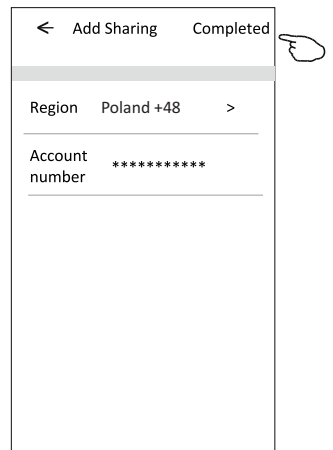 ← Add Sharing Completed
Region Poland +48 >
Account
number ***********